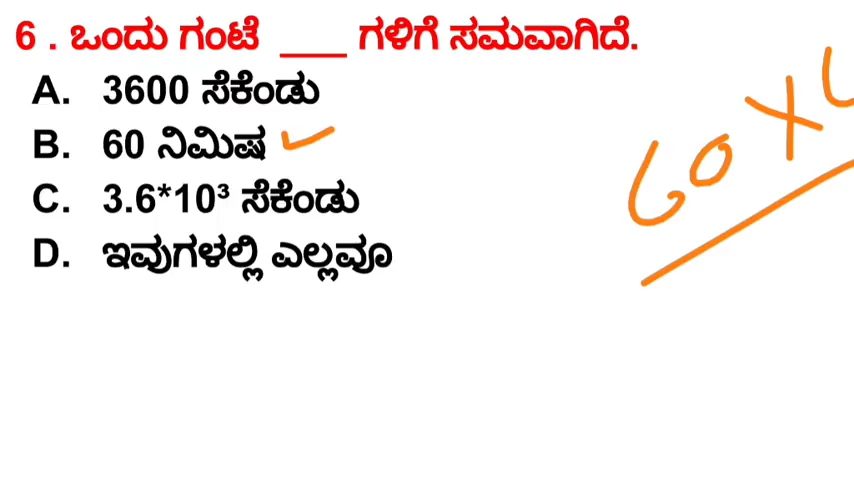 6 . ಒಂದು ಗಂಟೆ ___ ಗಳಿಗೆ ಸಮವಾಗಿದೆ.
A. 3600 ಸೆಕೆಂಡು
B. 60 ನಿಮಿಷ
C. 3.6*10³ ಸೆಕೆಂಡು
D. ಇವುಗಳಲ್ಲಿ ಎಲ್ಲವೂ
60 X